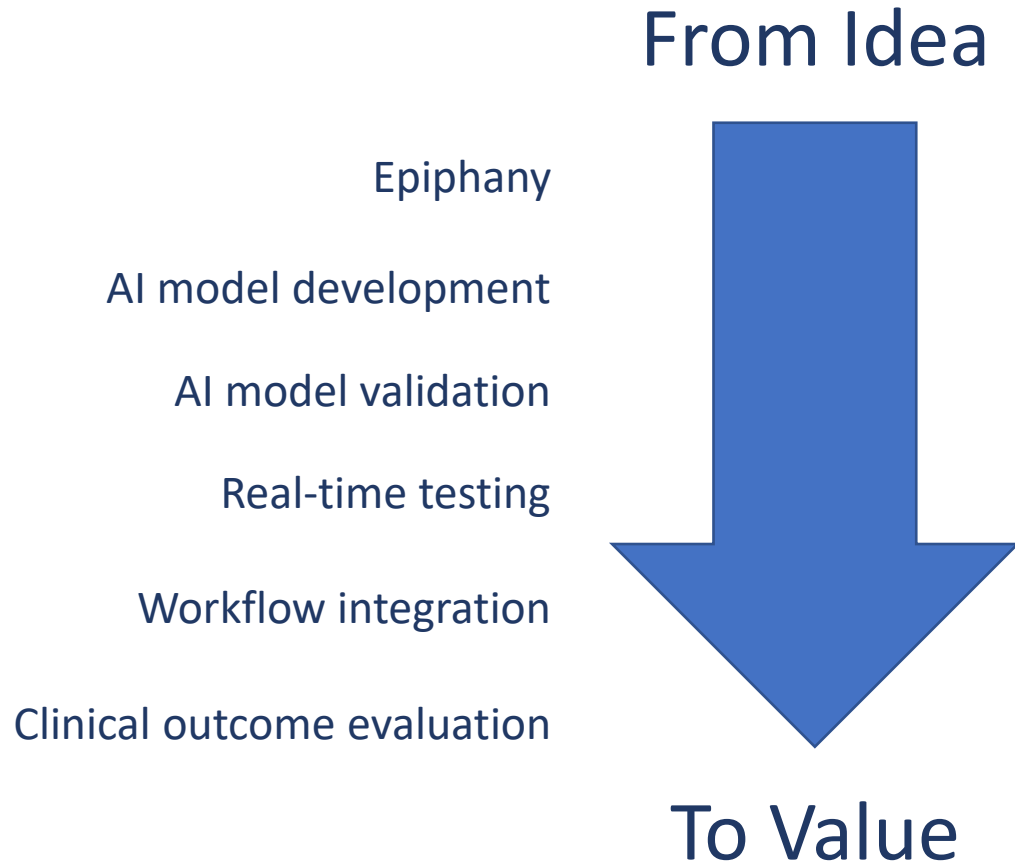 From Idea
Epiphany
AI model development
AI model validation
Real-time testing
Workflow integration
Clinical outcome evaluation
To Value